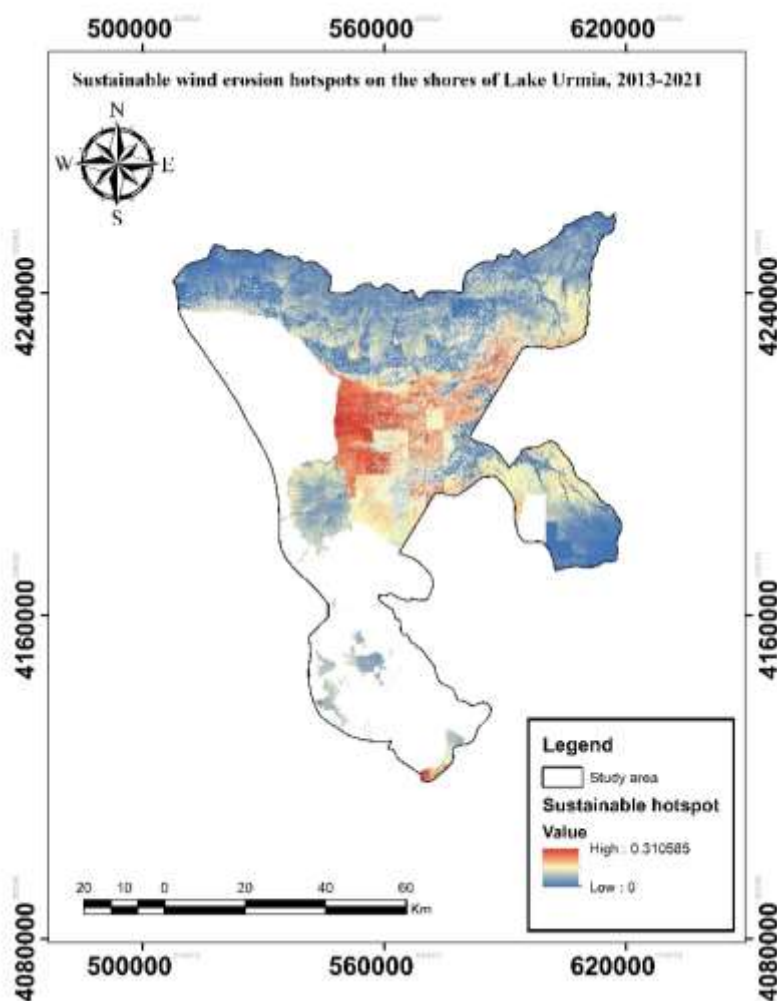 500000 560000 620000
Sustainable wind erosion hotspots on the shores of Lake Urmia, 2013-2021
N
W E
S
4240000 4240000
4160000 4160000
Legend
Study area
Sustainable hotspot
Value
High : 0.310585
Low : 0
20 10 0 20 40 60
Km
4080000 4080000
500000 560000 620000